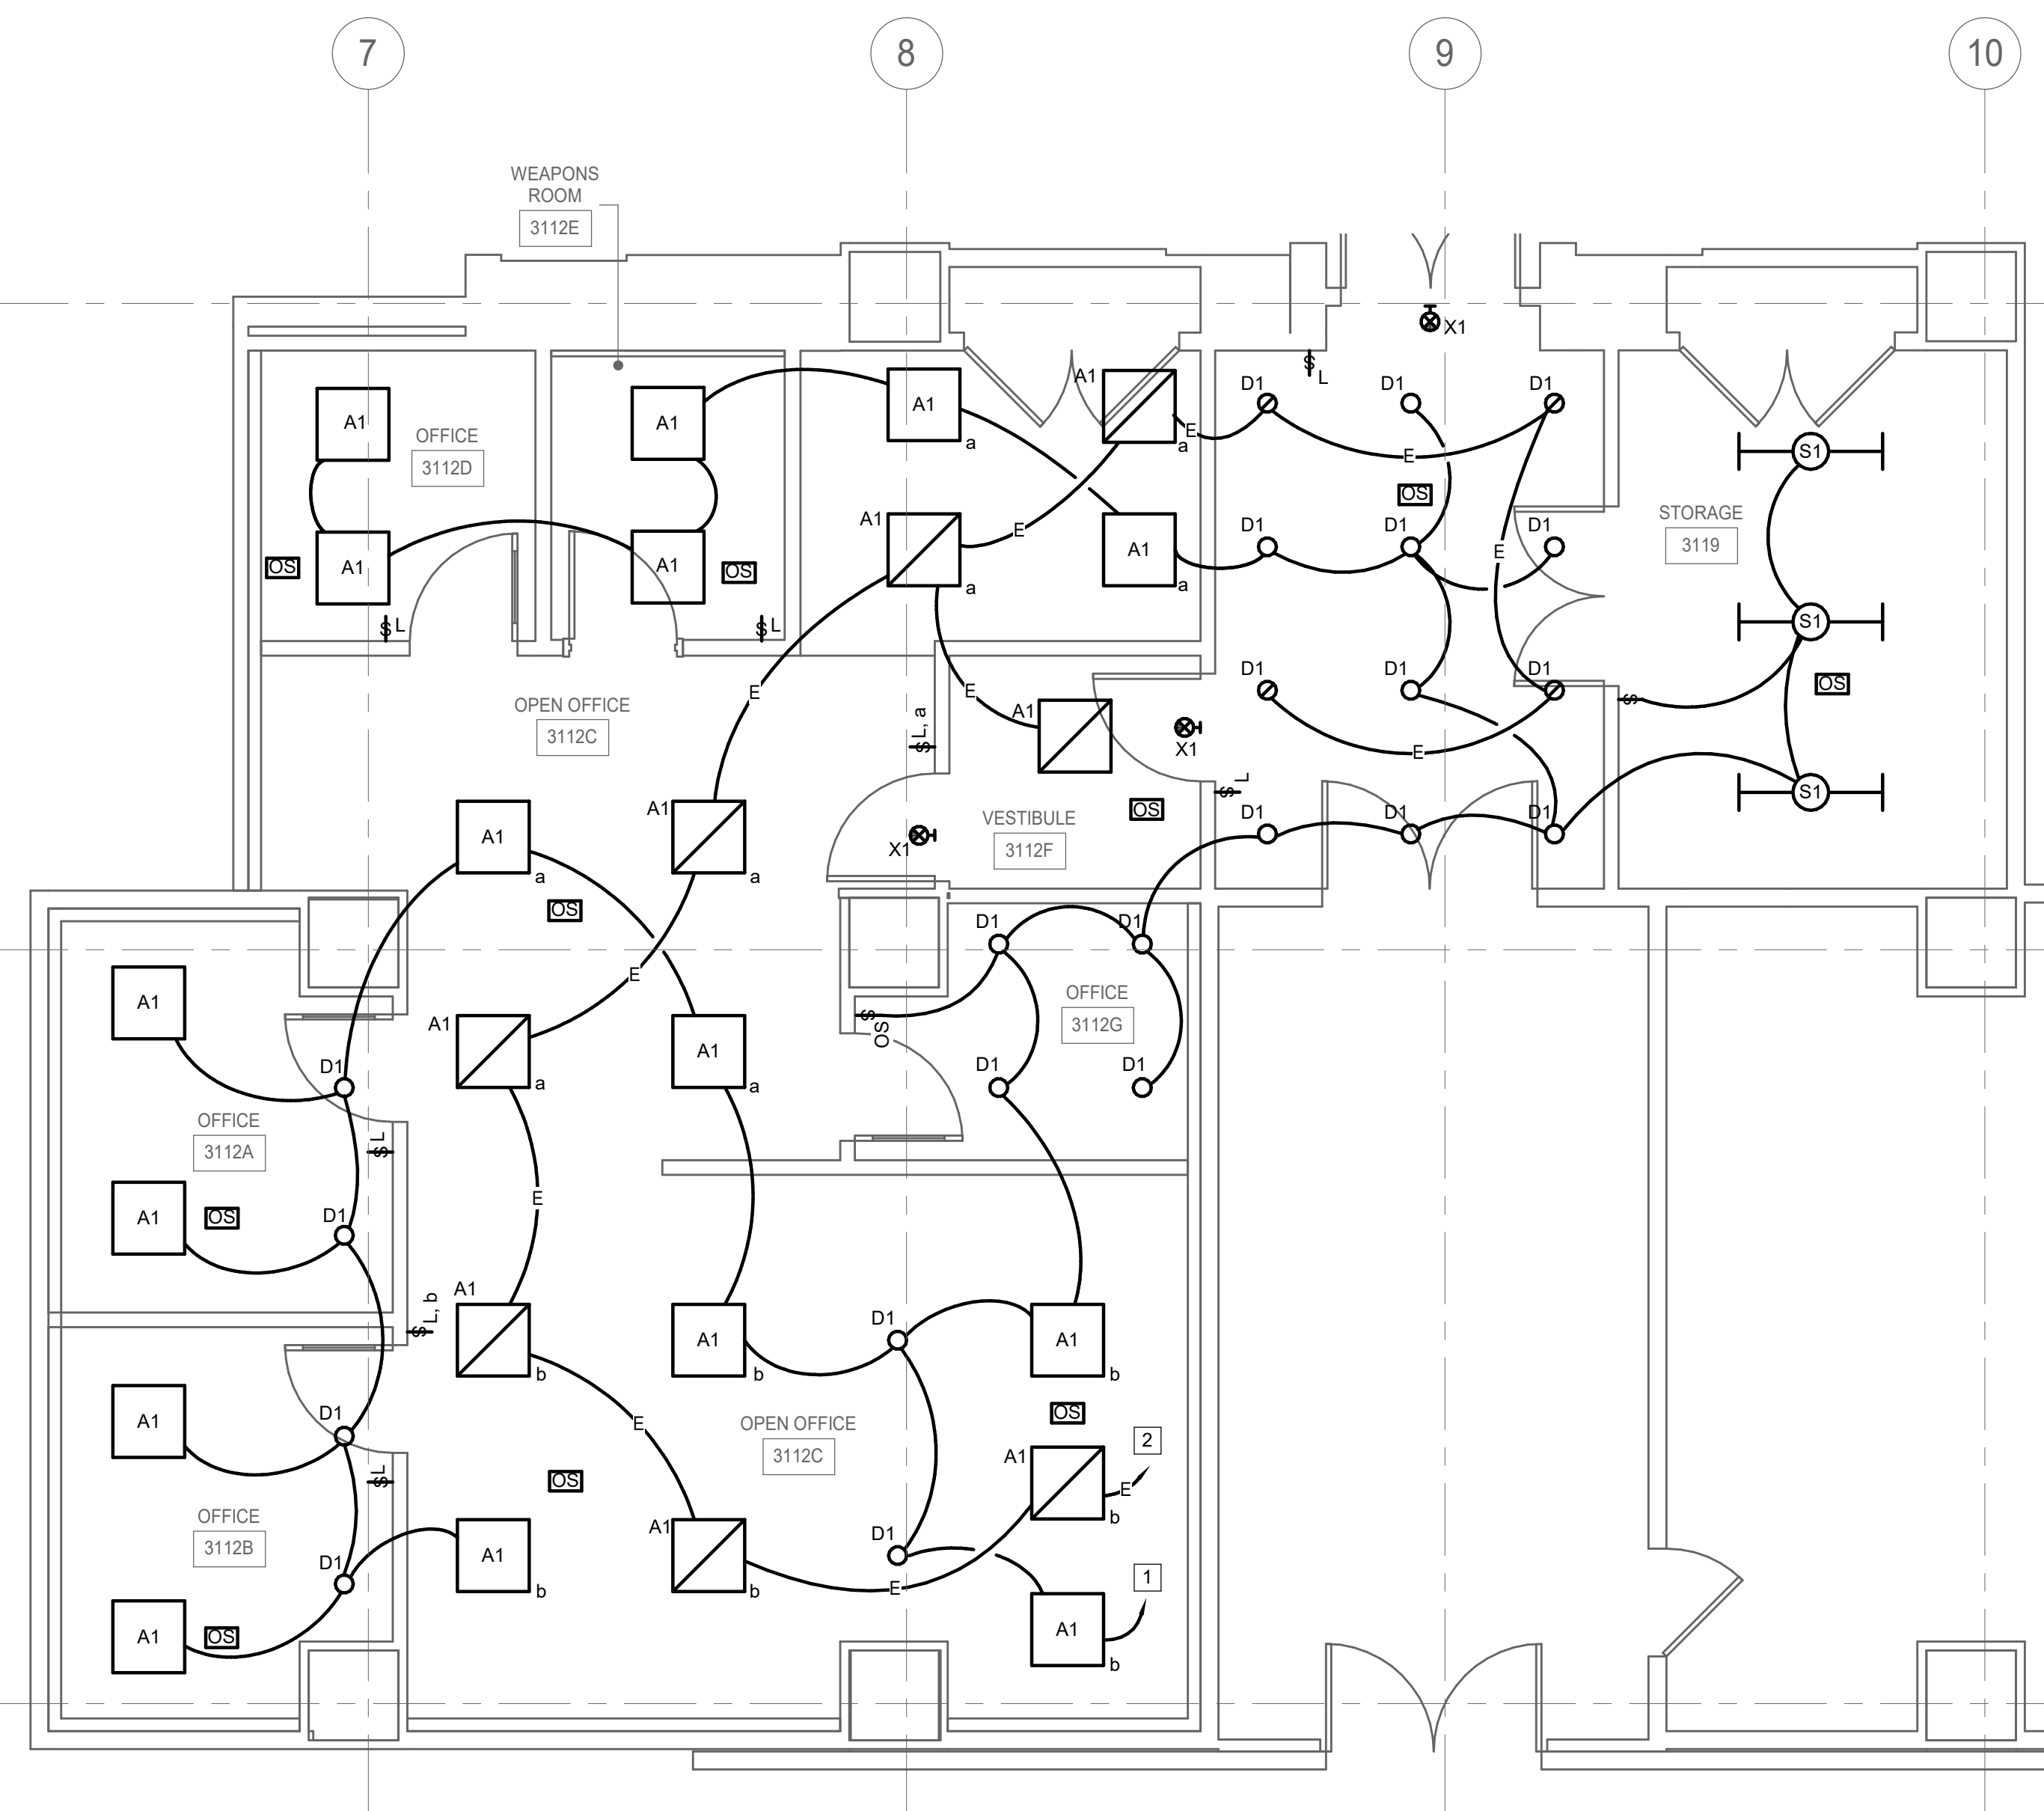 7
8
9
10
WEAPONS
ROOM
3112E
X1
$
L
A1
A1
A1
A1
a
a
D1
D1
D1
E
OFFICE
3112D
E
S1
OS
STORAGE
3119
A1
D1
D1
D1
E
E
A1
a
A1
a
OS
A1
A1
OS
$
L
$
L
S1
E
E
D1
D1
D1
OS
$
OPEN OFFICE
3112C
A1
$ L, a
X1
E
$ L
S1
A1
a
A1
a
OS
VESTIBULE
3112F
X1
D1
D1
D1
OS
D1
D1
E
A1
A1
a
A1
a
OFFICE
3112G
$
OS
D1
D1
D1
OFFICE
3112A
$ L
E
A1
OS
D1
A1
b
A1
b
D1
A1
b
$ L, b
A1
D1
E
OPEN OFFICE
3112C
OS
2
$ L
OS
A1
b
E
OFFICE
3112B
A1
b
A1
b
D1
D1
E
1
A1
OS
A1
b